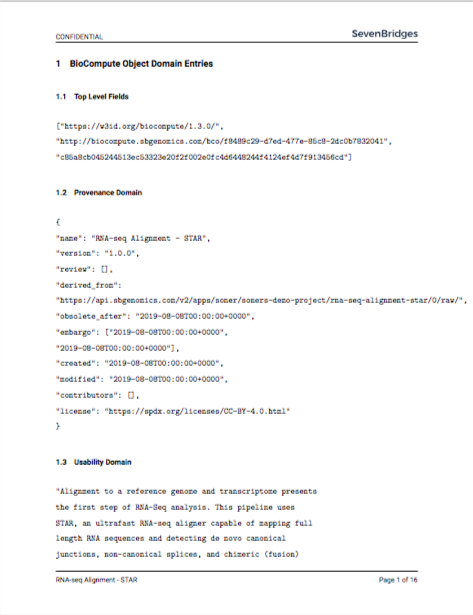 CONFIDENTIAL
SevenBridges
1 BioCompute Object Domain Entries
1.1 Top Level Fields
["https://w3id.org/biocompute/1.3.0/",
"http://biocompute.sbgenomics.com/bco/f8489c29-d7ed-477e-85c8-2dc0b7832041",
"c85a8cb045244513ec53323e20f2f002e0fc4d6448244f4124ef4d7f913456cd"]
1.2 Provenance Domain
{
"name": "RNA-seq Alignment - STAR",
"version": "1.0.0",
"review": [],
"derived_from":
"https://api.sbgenomics.com/v2/apps/soner/soners-demo-project/rna-seq-alignment-star/0/raw/",
"obsolete_after": "2019-08-08T00:00:00+0000",
"embargo": ["2019-08-08T00:00:00+0000",
"2019-08-08T00:00:00+0000"],
"created": "2019-08-08T00:00:00+0000",
"modified": "2019-08-08T00:00:00+0000",
"contributors": [],
"license": "https://spdx.org/licenses/CC-BY-4.0.html"
}
1.3 Usability Domain
"Alignment to a reference genome and transcriptome presents
the first step of RNA-Seq analysis. This pipeline uses
STAR, an ultrafast RNA-seq aligner capable of mapping full
length RNA sequences and detecting de novo canonical
junctions, non-canonical splices, and chimeric (fusion)
RNA-seq Alignment - STAR
Page 1 of 16